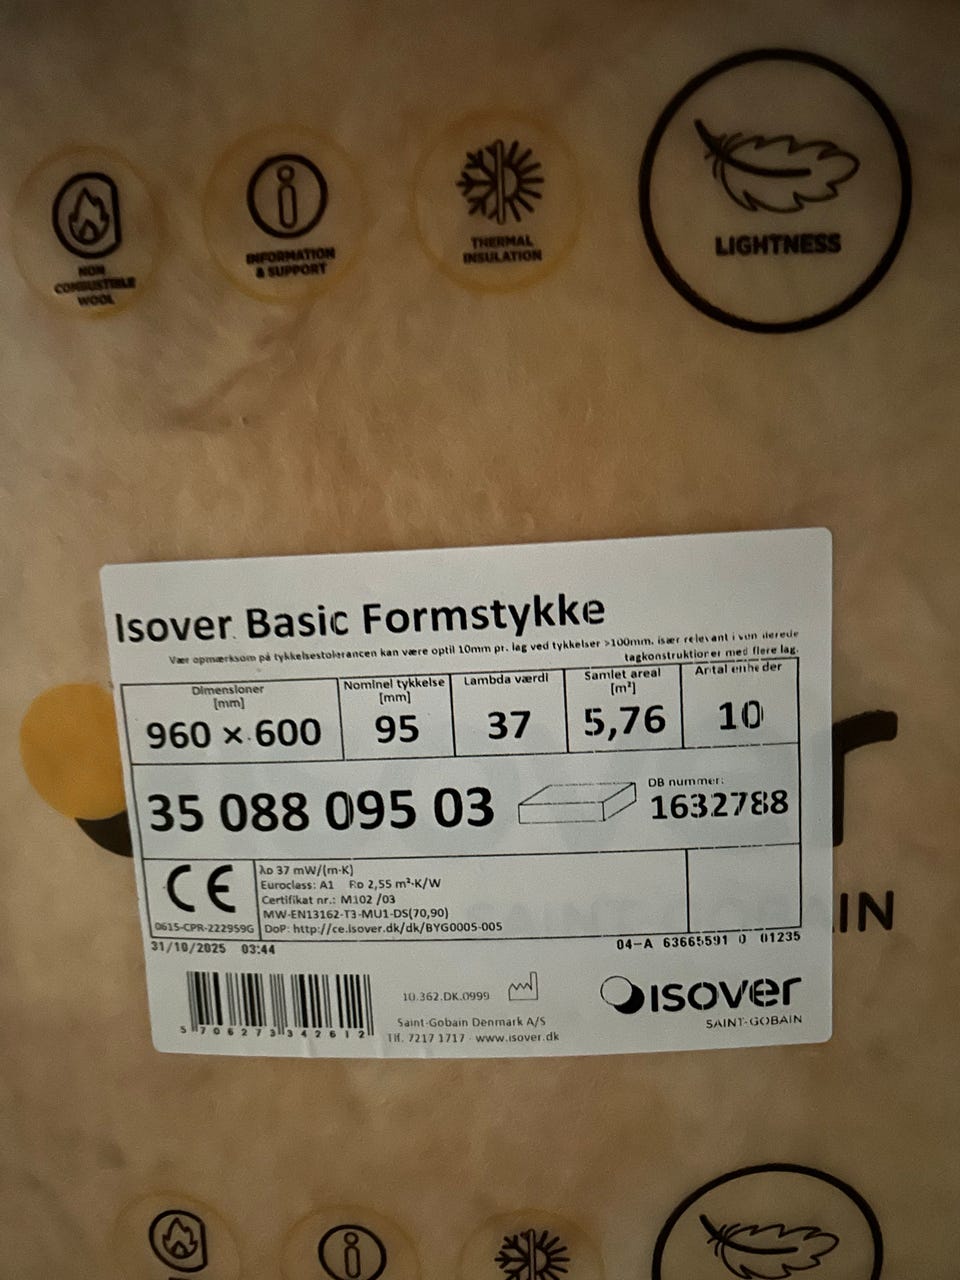 NON
COMBUSTIBLE
WOOL
INFORMATION
& SUPPORT
THERMAL
INSULATION
LIGHTNESS
Isover Basic Formstykke
Vær opmærksom på tykkelsestolerancen kan være optil 10mm pr. lag ved tykkelser >100mm. især relevant i
tagkonstruktioner med flere lag.
Dimensioner
[mm]
960 x 600
Nominel tykkelse
[mm]
95
Lambda værdi
37
Samlet areal
[m²]
5,76
Antal enheder
10
35 088 095 03
DB nummer:
1632788
CE
0615-CPR-222959G
λD 37 mW/(m·K)
Euroclass: A1 RD 2,55 m²·K/W
Certifikat nr.: M102 /03
MW-EN13162-T3-MU1-DS(70,90)
DoP: http://ce.isover.dk/dk/BYG0005-005
31/10/2025 03:44
04-A 63665591 0 01235
5 706273 342612
10.362.DK.0999
Saint-Gobain Denmark A/S
Tlf. 7217 1717 · www.isover.dk
isover
SAINT-GOBAIN
IN